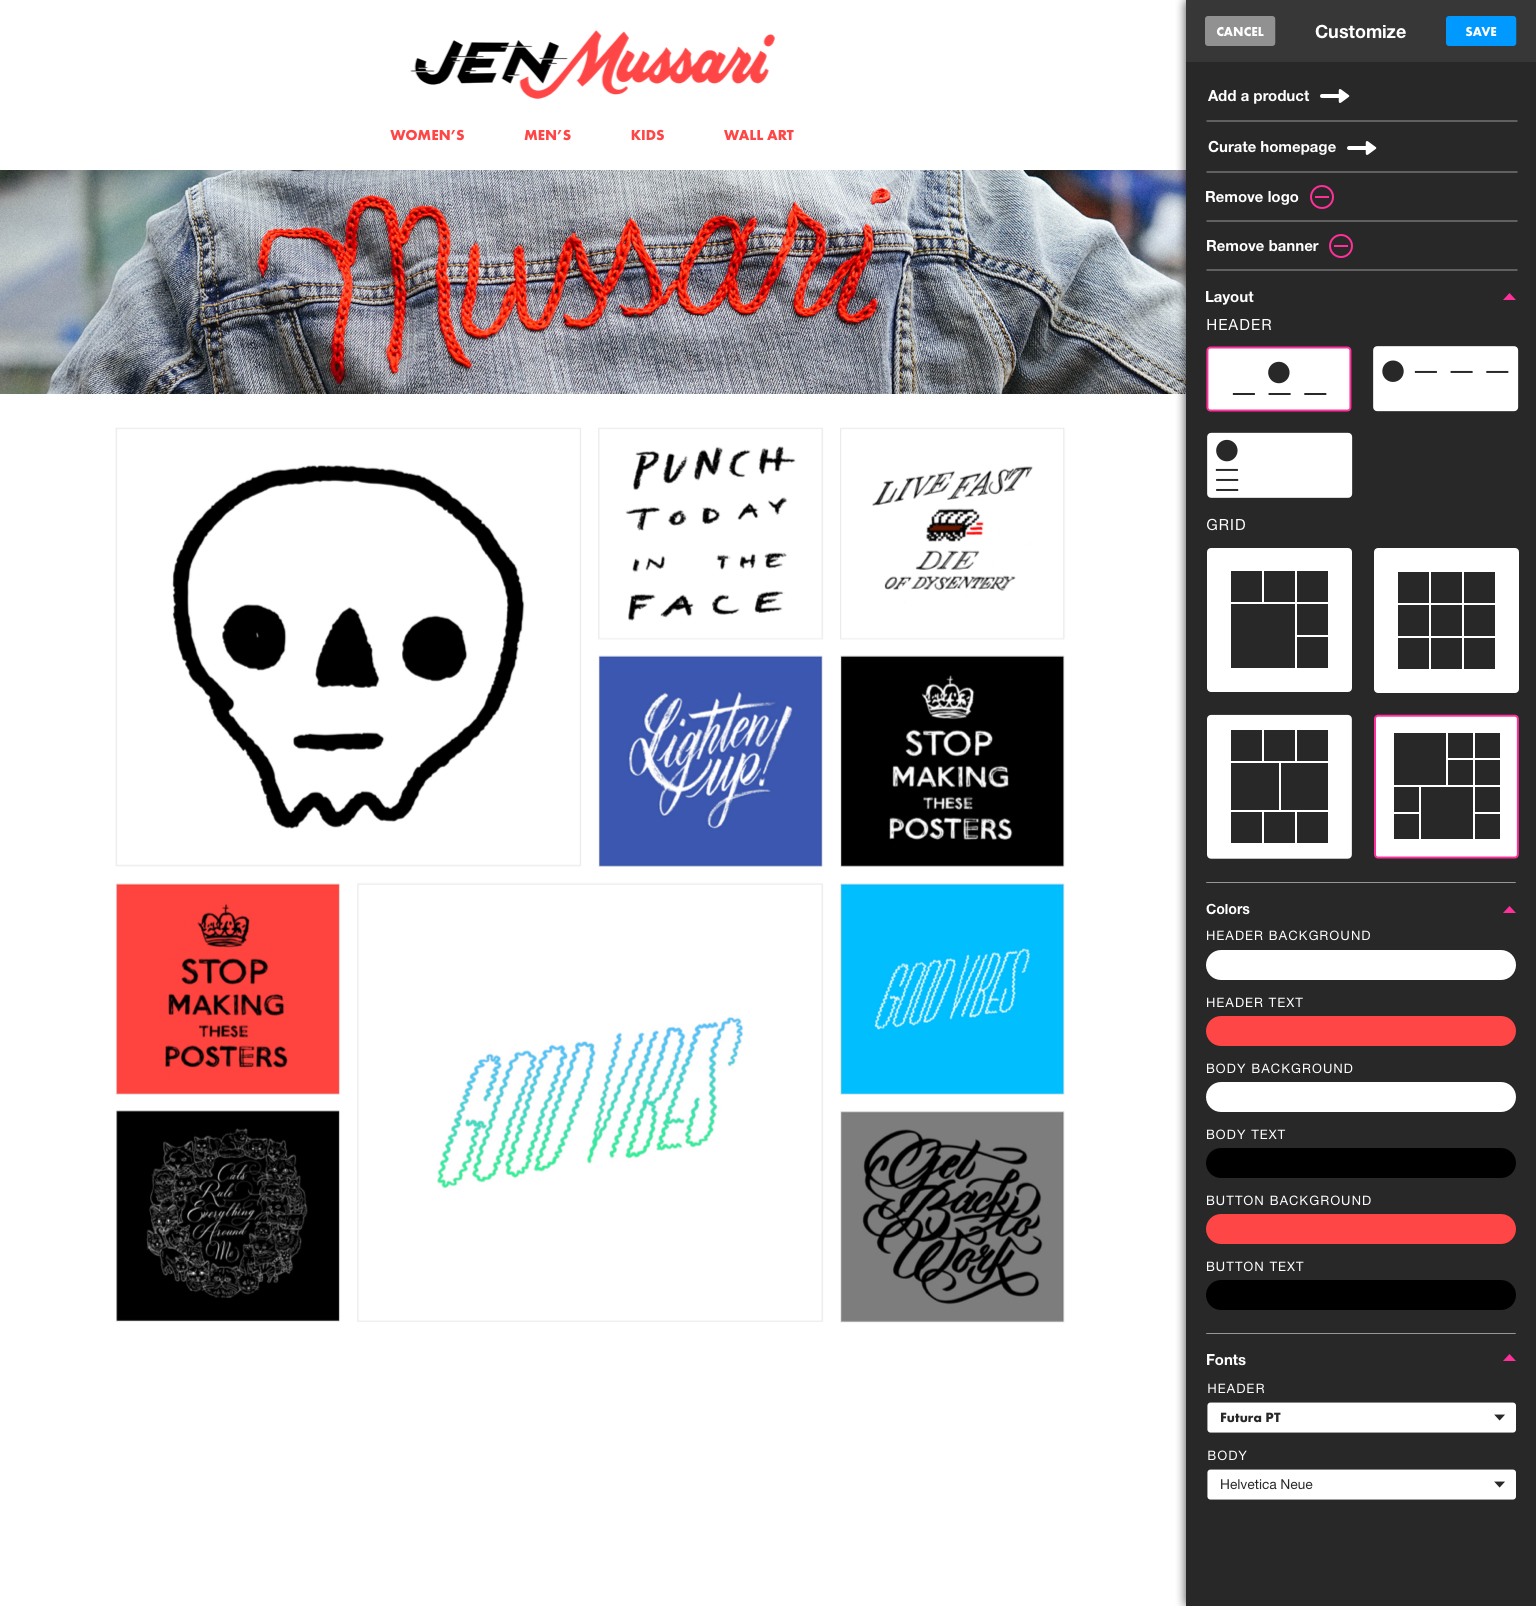 JEN Mussari
WOMEN'S MEN'S KIDS WALL ART
Mussari
PUNCH
TODAY
IN THE
FACE
LIVE FAST
DIE
OF DYSENTERY
Lighten
up!
STOP
MAKING
THESE
POSTERS
STOP
MAKING
THESE
POSTERS
GOOD VIBES
GOOD VIBES
Cats
Rule
Everything
Around
Me
Get
Back
to
Work
CANCEL Customize SAVE
Add a product
Curate homepage
Remove logo
Remove banner
Layout
HEADER
GRID
Colors
HEADER BACKGROUND
HEADER TEXT
BODY BACKGROUND
BODY TEXT
BUTTON BACKGROUND
BUTTON TEXT
Fonts
HEADER
Futura PT
BODY
Helvetica Neue